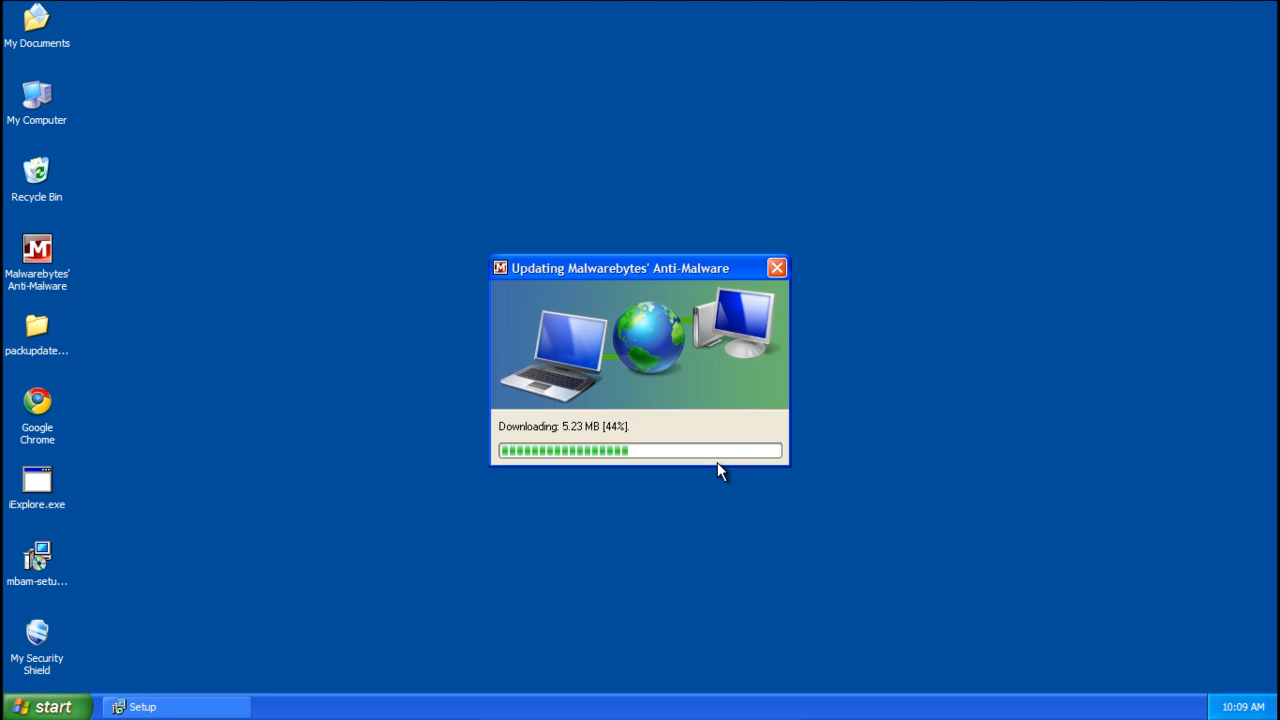 My Documents
My Computer
Recycle Bin
Malwarebytes'
Anti-Malware
packupdate...
Google
Chrome
iExplore.exe
mbam-setu...
My Security
Shield
Updating Malwarebytes' Anti-Malware
Downloading: 5.23 MB [44%].
start
Setup
10:09 AM